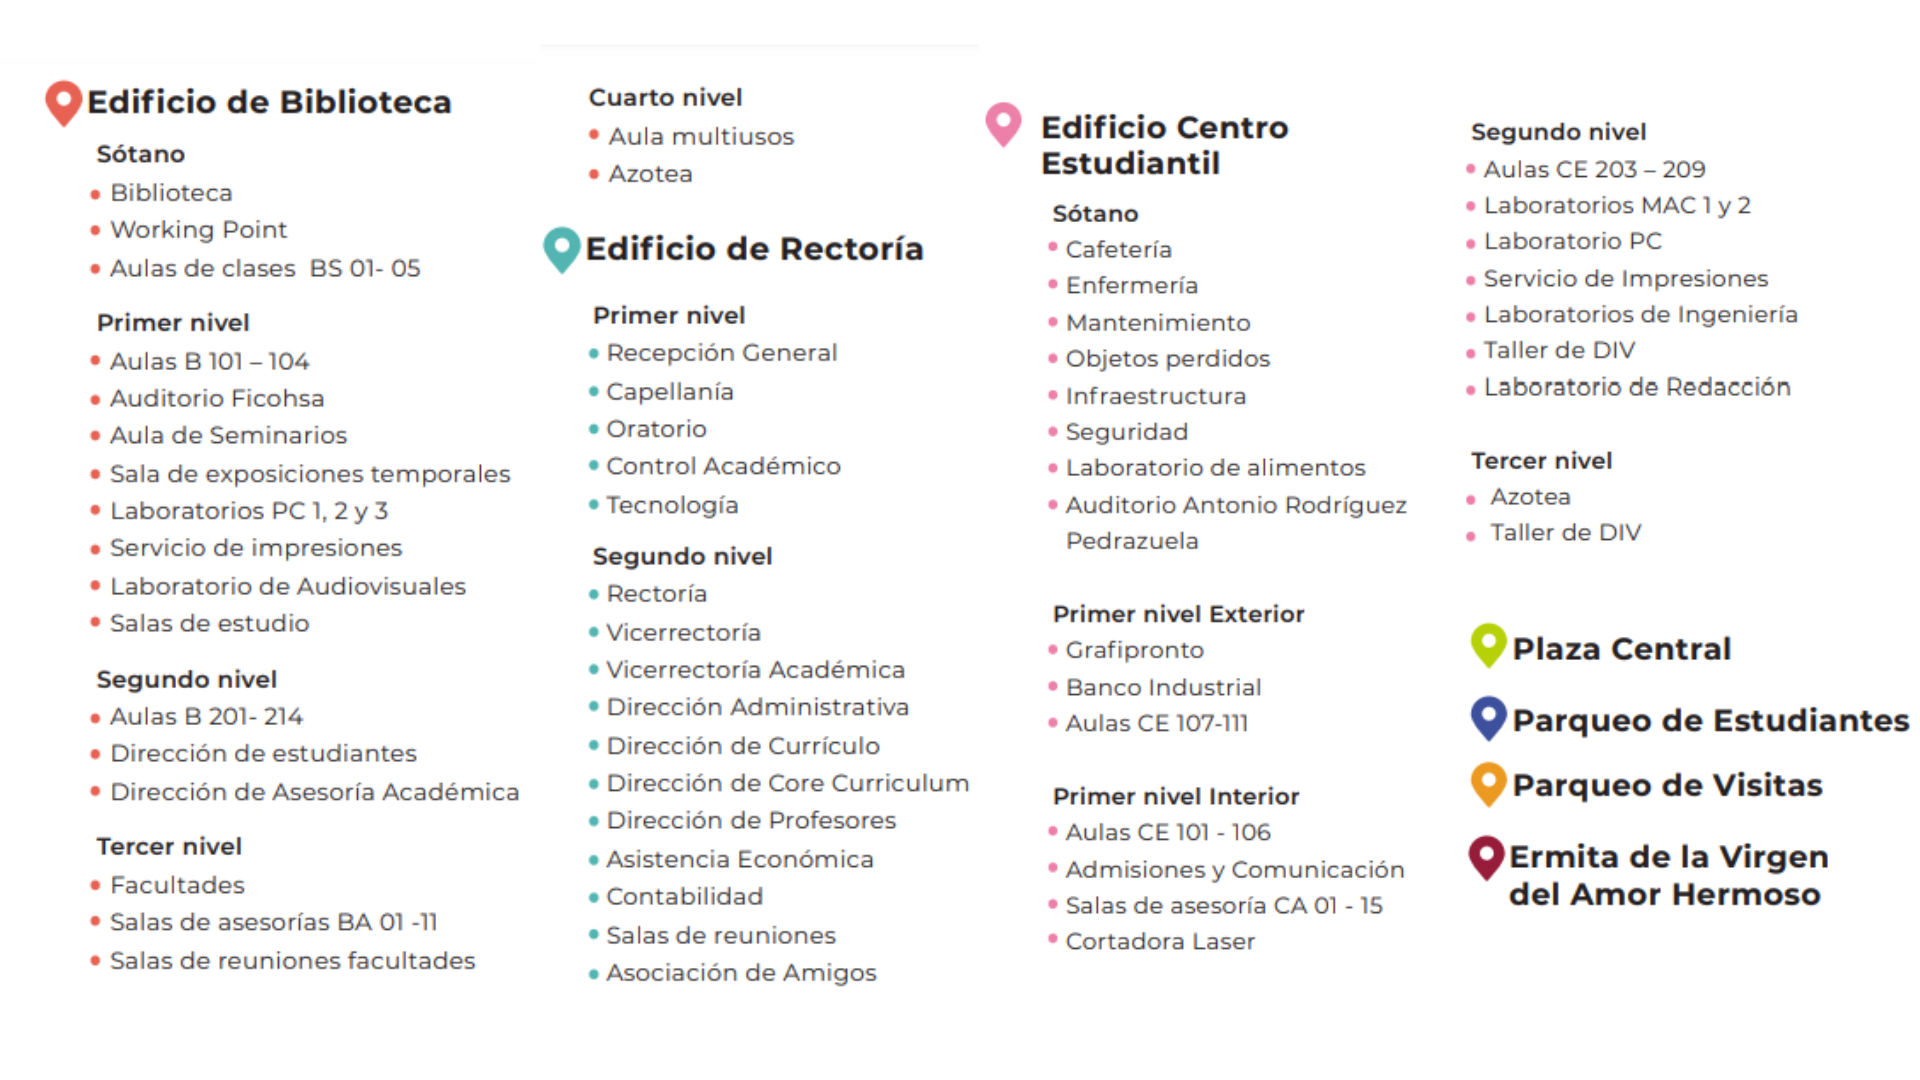 Edificio de Biblioteca
Sótano
• Biblioteca
• Working Point
• Aulas de clases BS 01- 05
Primer nivel
• Aulas B 101 – 104
• Auditorio Ficohsa
• Aula de Seminarios
• Sala de exposiciones temporales
• Laboratorios PC 1, 2 y 3
• Servicio de impresiones
• Laboratorio de Audiovisuales
• Salas de estudio
Segundo nivel
• Aulas B 201- 214
• Dirección de estudiantes
• Dirección de Asesoría Académica
Tercer nivel
• Facultades
• Salas de asesorías BA 01 -11
• Salas de reuniones facultades
Cuarto nivel
• Aula multiusos
• Azotea
Edificio de Rectoría
Primer nivel
• Recepción General
• Capellanía
• Oratorio
• Control Académico
• Tecnología
Segundo nivel
• Rectoría
• Vicerrectoría
• Vicerrectoría Académica
• Dirección Administrativa
• Dirección de Currículo
• Dirección de Core Curriculum
• Dirección de Profesores
• Asistencia Económica
• Contabilidad
• Salas de reuniones
• Asociación de Amigos
Edificio Centro
Estudiantil
Sótano
• Cafetería
• Enfermería
• Mantenimiento
• Objetos perdidos
• Infraestructura
• Seguridad
• Laboratorio de alimentos
• Auditorio Antonio Rodríguez
Pedrazuela
Primer nivel Exterior
• Grafipronto
• Banco Industrial
• Aulas CE 107-111
Primer nivel Interior
• Aulas CE 101 - 106
• Admisiones y Comunicación
• Salas de asesoría CA 01 - 15
• Cortadora Laser
Segundo nivel
• Aulas CE 203 – 209
• Laboratorios MAC 1 y 2
• Laboratorio PC
• Servicio de Impresiones
• Laboratorios de Ingeniería
• Taller de DIV
• Laboratorio de Redacción
Tercer nivel
• Azotea
• Taller de DIV
Plaza Central
Parqueo de Estudiantes
Parqueo de Visitas
Ermita de la Virgen
del Amor Hermoso